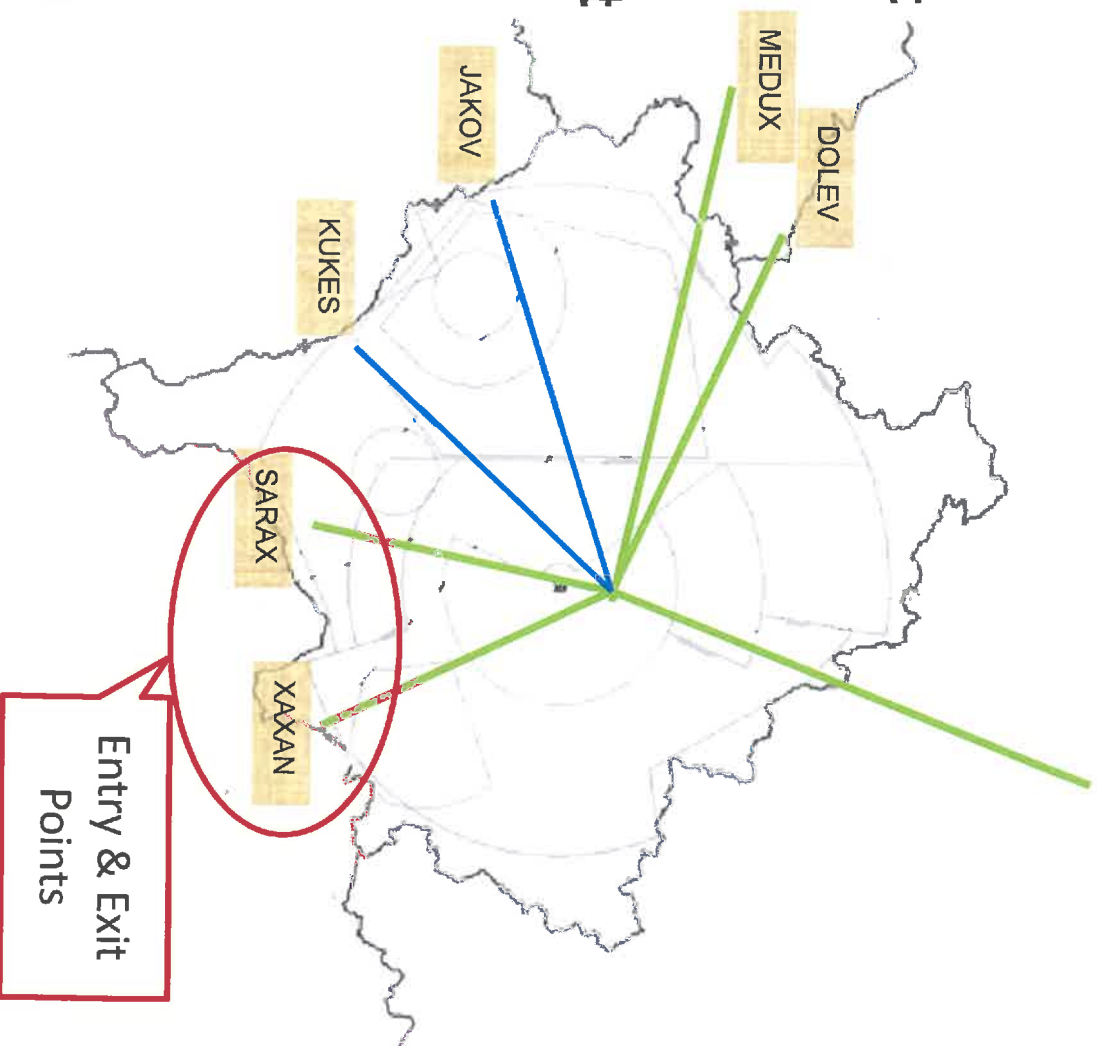 DOLEV
MEDUX
JAKOV
KUKES
SARAX
XAXAN
Entry & Exit
Points